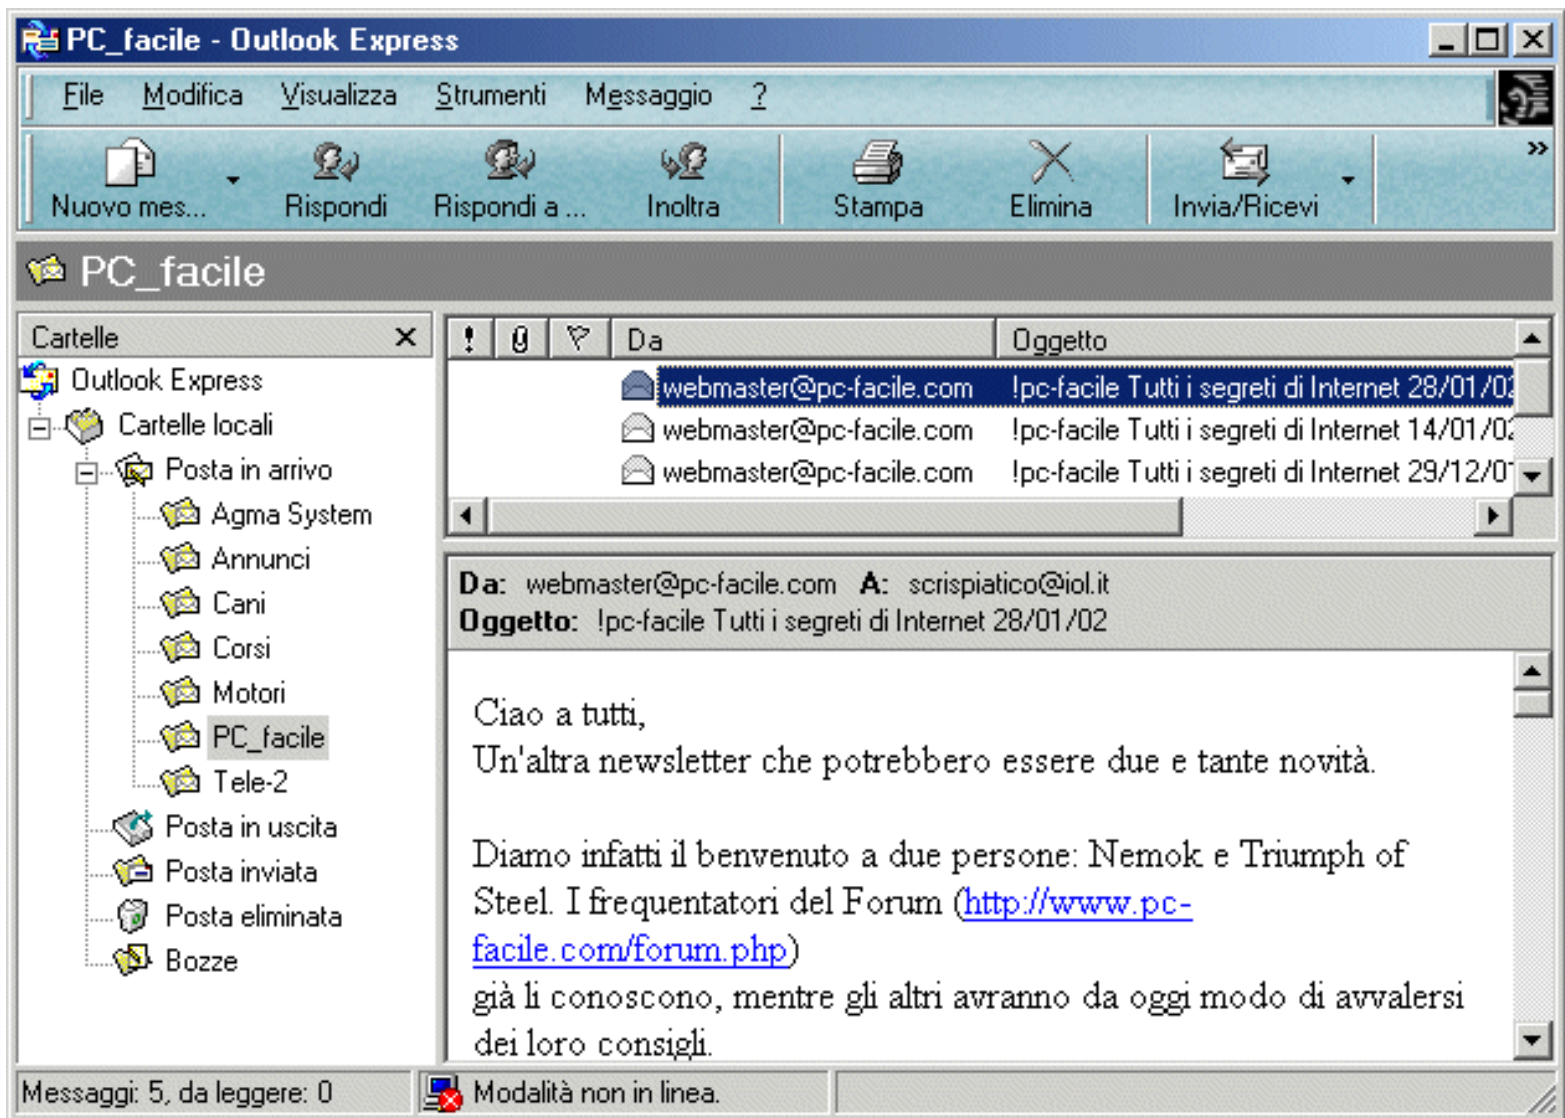 PC_facile - Outlook Express
File Modifica Visualizza Strumenti Messaggio ?
Nuovo mes... Rispondi Rispondi a ... Inoltra Stampa Elimina Invia/Ricevi »
PC_facile
Cartelle
Outlook Express
Cartelle locali
Posta in arrivo
Agma System
Annunci
Cani
Corsi
Motori
PC_facile
Tele-2
Posta in uscita
Posta inviata
Posta eliminata
Bozze
! Da Oggetto
webmaster@pc-facile.com !pc-facile Tutti i segreti di Internet 28/01/02
webmaster@pc-facile.com !pc-facile Tutti i segreti di Internet 14/01/02
webmaster@pc-facile.com !pc-facile Tutti i segreti di Internet 29/12/01
Da: webmaster@pc-facile.com A: scrispiatico@iol.it
Oggetto: !pc-facile Tutti i segreti di Internet 28/01/02
Ciao a tutti,
Un'altra newsletter che potrebbero essere due e tante novità.
Diamo infatti il benvenuto a due persone: Nemok e Triumph of
Steel. I frequentatori del Forum (http://www.pc-
facile.com/forum.php)
già li conoscono, mentre gli altri avranno da oggi modo di avvalersi
dei loro consigli.
Messaggi: 5, da leggere: 0 Modalità non in linea.